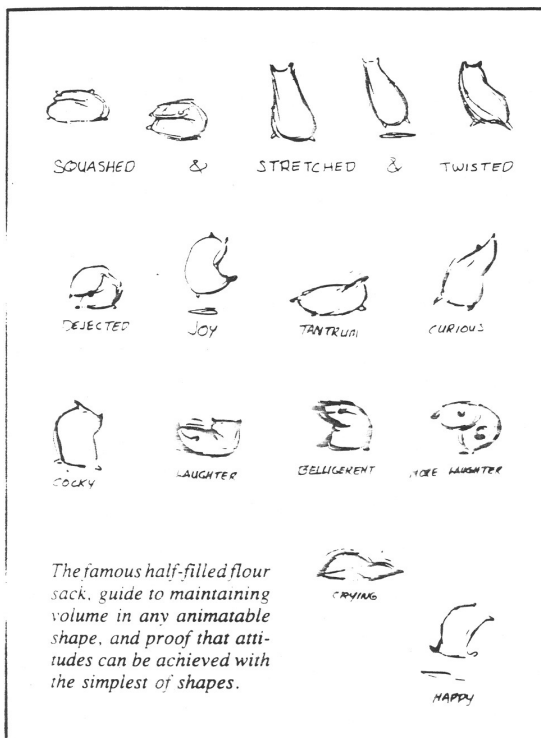 SQUASHED & STRETCHED & TWISTED
DEJECTED JOY TANTRUM CURIOUS
COCKY LAUGHTER BELLIGERENT MORE LAUGHTER
CRYING
HAPPY
The famous half-filled flour
sack, guide to maintaining
volume in any animatable
shape, and proof that atti-
tudes can be achieved with
the simplest of shapes.